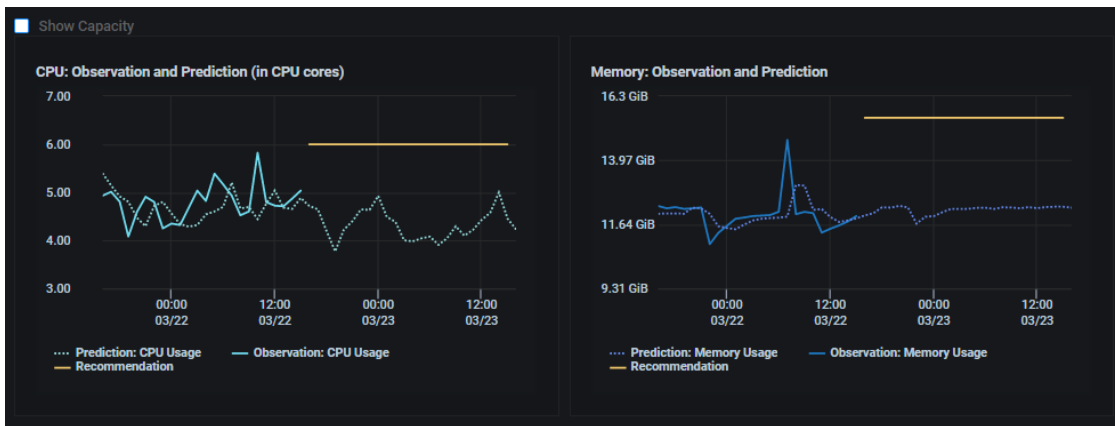 Show Capacity
CPU: Observation and Prediction (in CPU cores)
7.00
6.00
5.00
4.00
3.00
00:00
03/22
12:00
03/22
00:00
03/23
12:00
03/23
Prediction: CPU Usage
Observation: CPU Usage
Recommendation
Memory: Observation and Prediction
16.3 GiB
13.97 GiB
11.64 GiB
9.31 GiB
00:00
03/22
12:00
03/22
00:00
03/23
12:00
03/23
Prediction: Memory Usage
Observation: Memory Usage
Recommendation